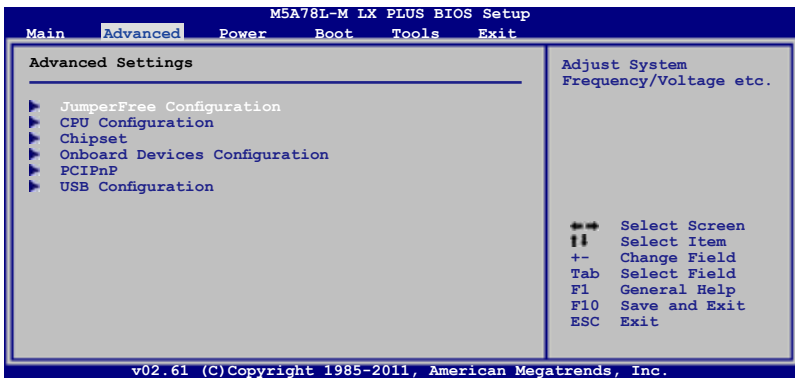 M5A78L-M LX PLUS BIOS Setup
Main Advanced Power Boot Tools Exit
Advanced Settings
JumperFree Configuration
CPU Configuration
Chipset
Onboard Devices Configuration
PCIPnP
USB Configuration
Adjust System
Frequency/Voltage etc.
Select Screen
Select Item
+- Change Field
Tab Select Field
F1 General Help
F10 Save and Exit
ESC Exit
v02.61 (C)Copyright 1985-2011, American Megatrends, Inc.